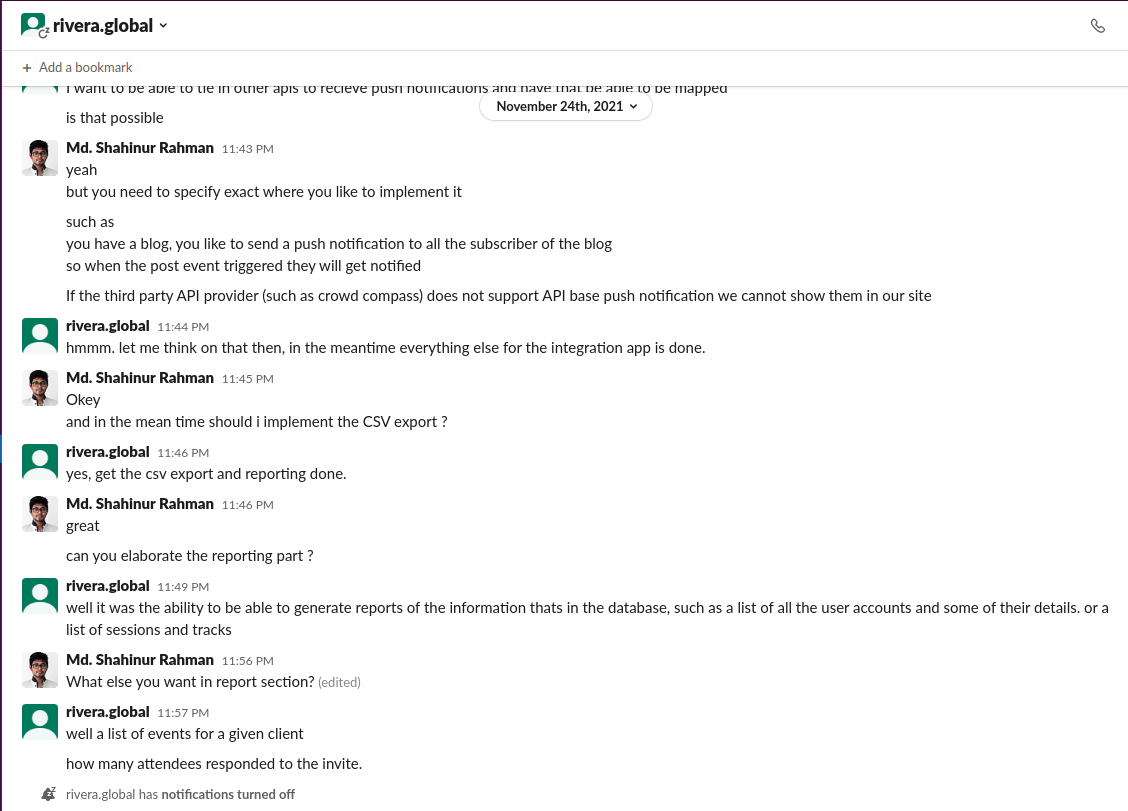 rivera.global
+ Add a bookmark
I want to be able to tie in other apis to recieve push notifications and have that be able to be mapped
November 24th, 2021
is that possible
Md. Shahinur Rahman 11:43 PM
yeah
but you need to specify exact where you like to implement it
such as
you have a blog, you like to send a push notification to all the subscriber of the blog
so when the post event triggered they will get notified
If the third party API provider (such as crowd compass) does not support API base push notification we cannot show them in our site
rivera.global 11:44 PM
hmmm. let me think on that then, in the meantime everything else for the integration app is done.
Md. Shahinur Rahman 11:45 PM
Okey
and in the mean time should i implement the CSV export ?
rivera.global 11:46 PM
yes, get the csv export and reporting done.
Md. Shahinur Rahman 11:46 PM
great
can you elaborate the reporting part ?
rivera.global 11:49 PM
well it was the ability to be able to generate reports of the information thats in the database, such as a list of all the user accounts and some of their details. or a
list of sessions and tracks
Md. Shahinur Rahman 11:56 PM
What else you want in report section? (edited)
rivera.global 11:57 PM
well a list of events for a given client
how many attendees responded to the invite.
rivera.global has notifications turned off